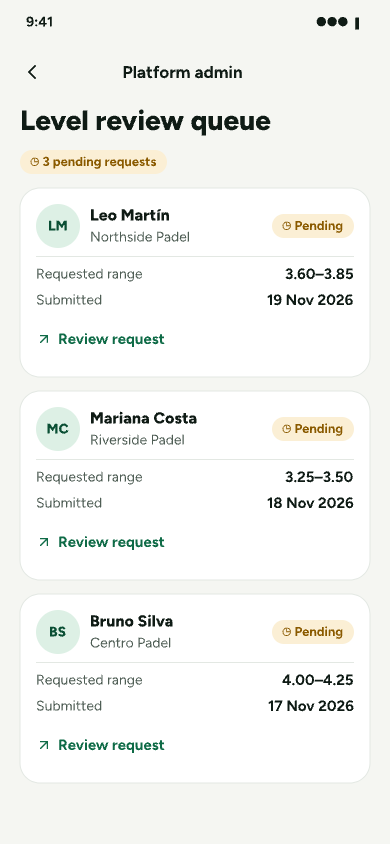 9:41
Platform admin
Level review queue
3 pending requests
LM
Leo Martín
Northside Padel
Pending
Requested range
3.60–3.85
Submitted
19 Nov 2026
Review request
MC
Mariana Costa
Riverside Padel
Pending
Requested range
3.25–3.50
Submitted
18 Nov 2026
Review request
BS
Bruno Silva
Centro Padel
Pending
Requested range
4.00–4.25
Submitted
17 Nov 2026
Review request